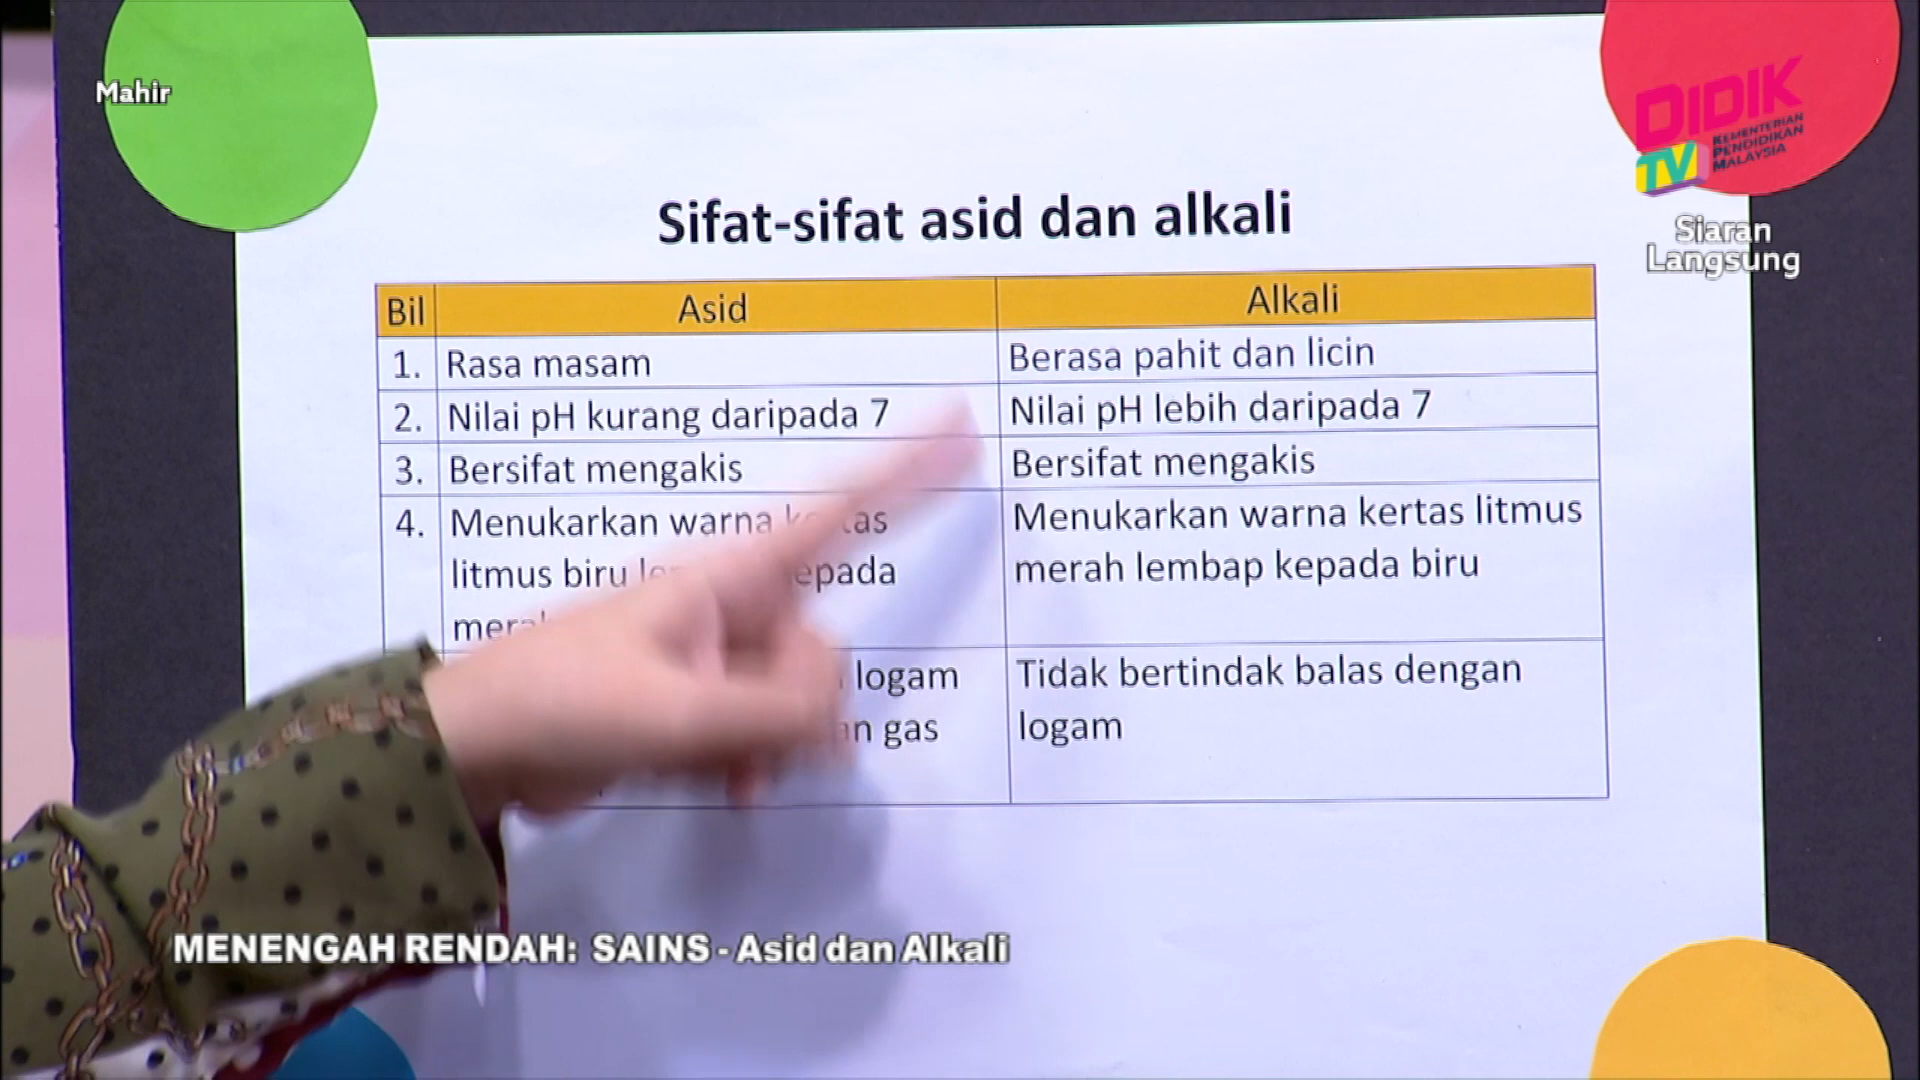 Mahir
DIDIK
TV
KEMENTERIAN
PENDIDIKAN
MALAYSIA
Siaran
Langsung
Sifat-sifat asid dan alkali
Bil Asid Alkali
1. Rasa masam Berasa pahit dan licin
2. Nilai pH kurang daripada 7 Nilai pH lebih daripada 7
3. Bersifat mengakis Bersifat mengakis
4. Menukarkan warna Menukarkan warna kertas litmus
litmus biru merah lembap kepada biru
logam Tidak bertindak balas dengan
gas logam
MENENGAH RENDAH: SAINS - Asid dan Alkali